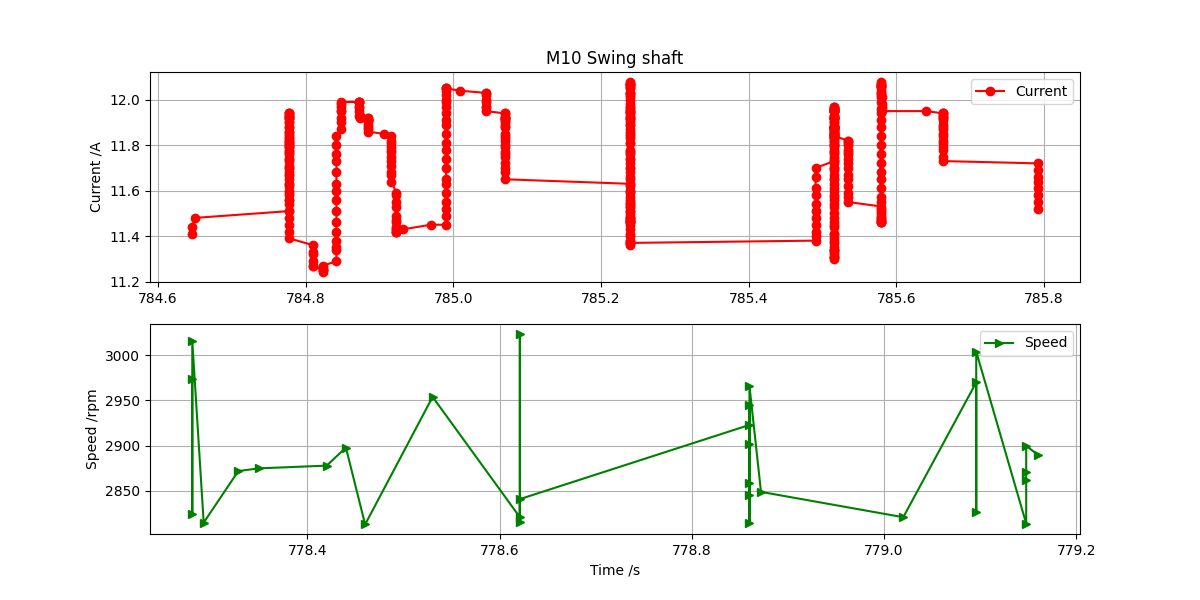 M10 Swing shaft
Current /A
12.0
11.8
11.6
11.4
11.2
Current
784.6 784.8 785.0 785.2 785.4 785.6 785.8
Speed /rpm
3000
2950
2900
2850
Speed
778.4 778.6 778.8 779.0 779.2
Time /s